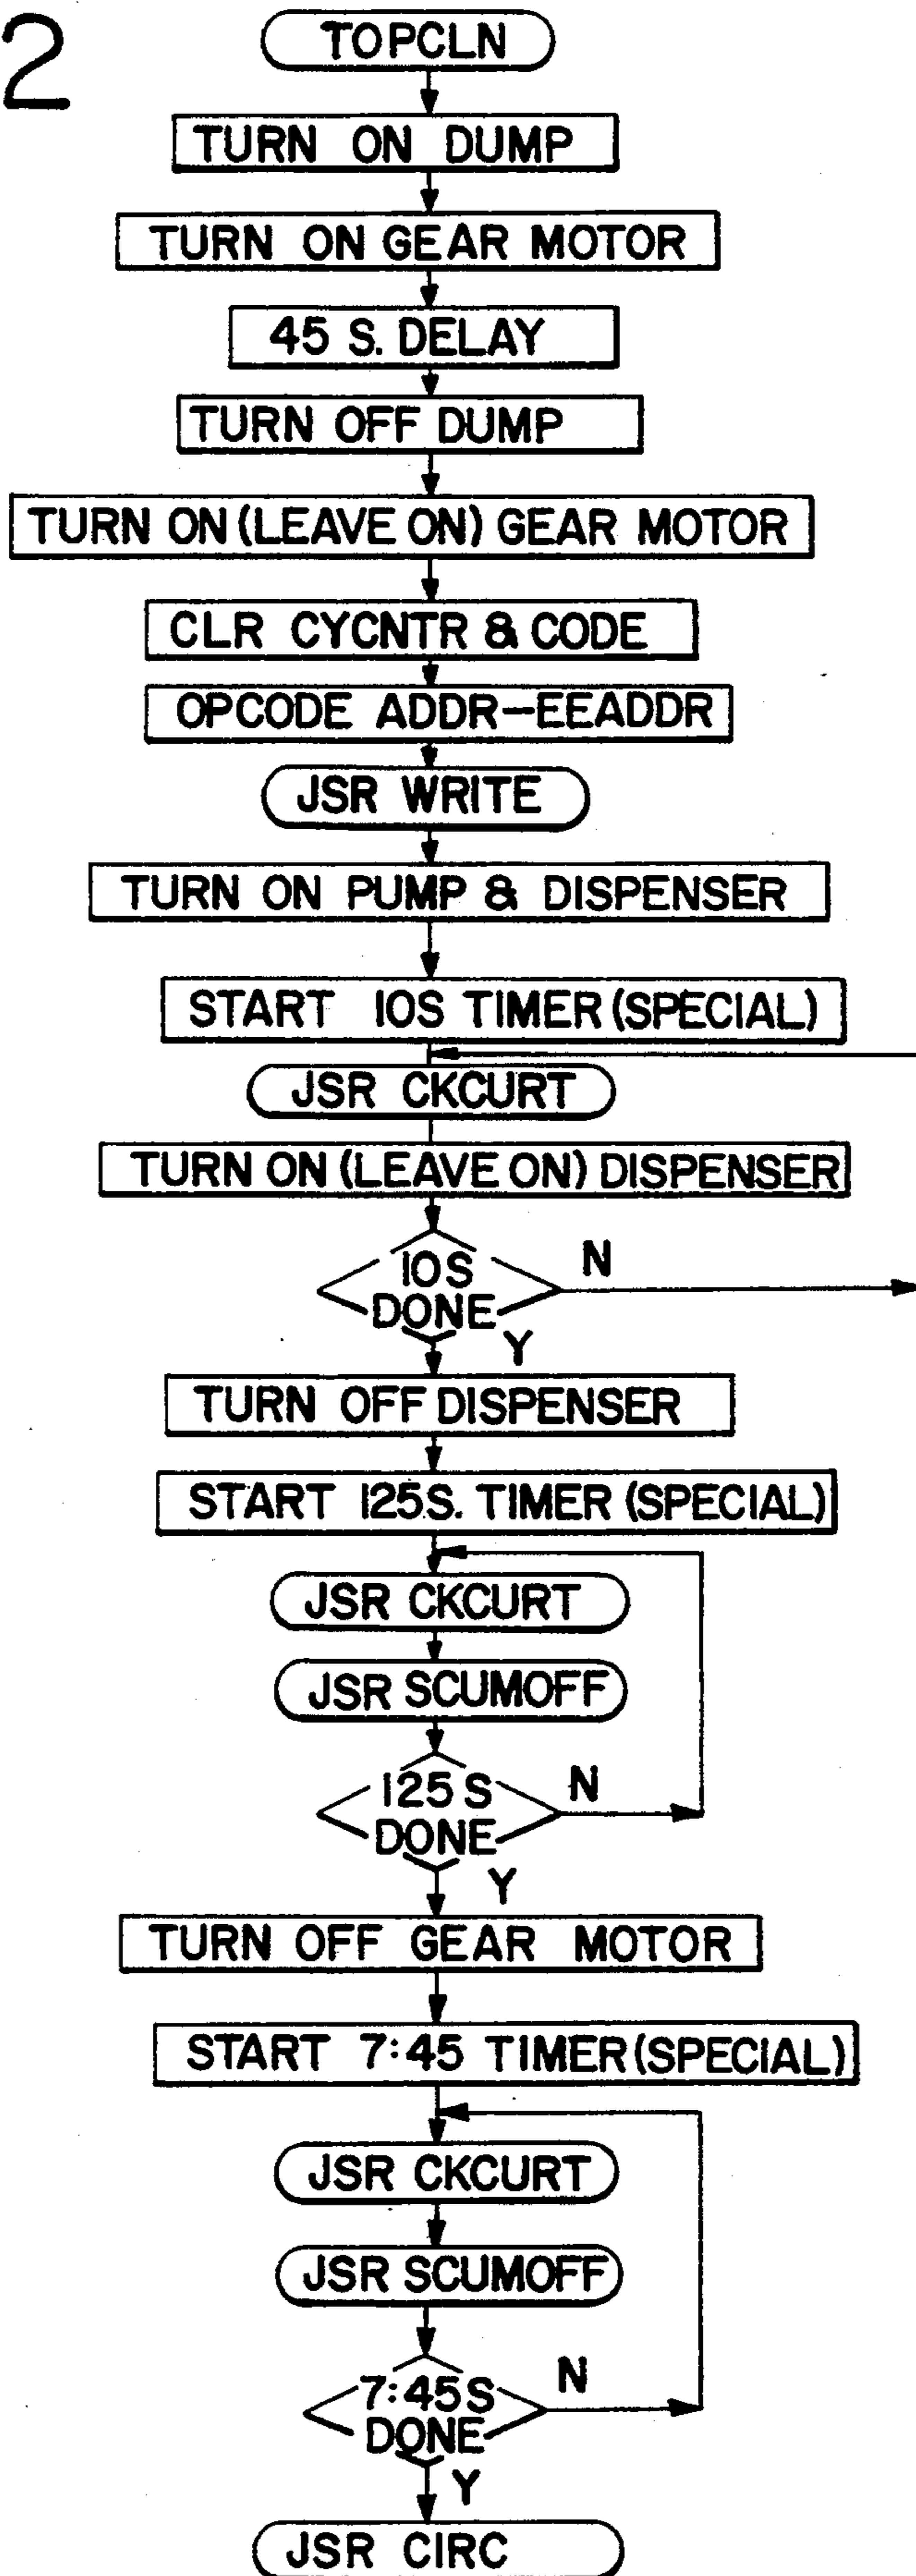 2
TOPCLN
TURN ON DUMP
TURN ON GEAR MOTOR
45 S. DELAY
TURN OFF DUMP
TURN ON (LEAVE ON) GEAR MOTOR
CLR CYCNTR & CODE
OPCODE ADDR-EEADDR
JSR WRITE
TURN ON PUMP & DISPENSER
START 10S TIMER (SPECIAL)
JSR CKCURT
TURN ON (LEAVE ON) DISPENSER
10S
DONE
N
Y
TURN OFF DISPENSER
START 125.S. TIMER (SPECIAL)
JSR CKCURT
JSR SCUMOFF
125 S
DONE
N
Y
TURN OFF GEAR MOTOR
START 7:45 TIMER (SPECIAL)
JSR CKCURT
JSR SCUMOFF
7:45S
DONE
N
Y
JSR CIRC